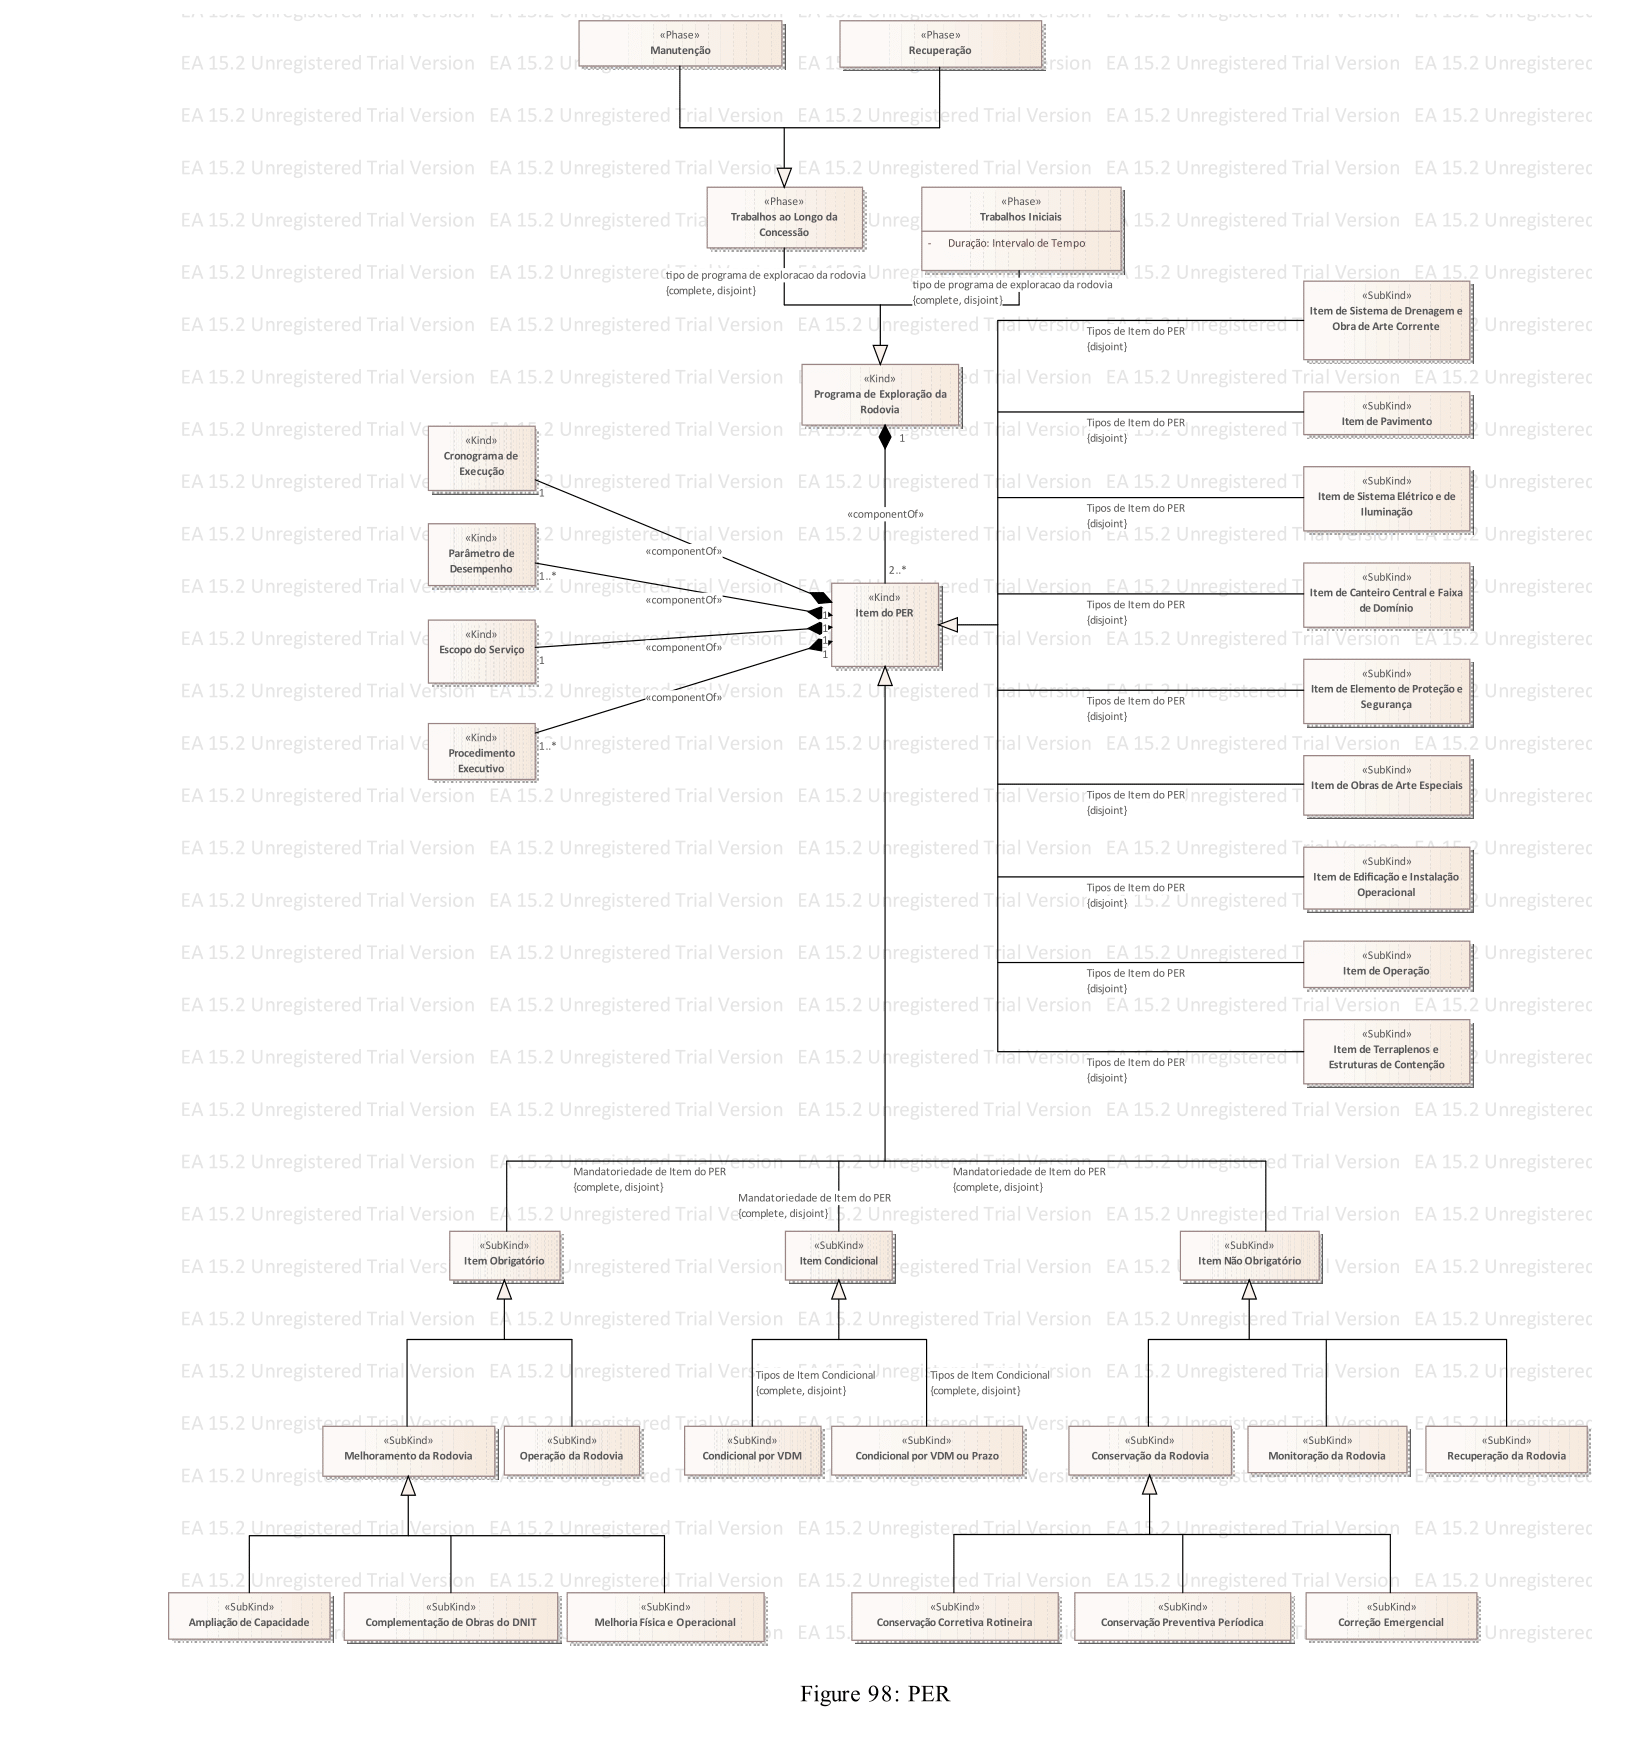 «Phase»
Manutenção
«Phase»
Recuperação
«Phase»
Trabalhos ao Longo da
Concessão
«Phase»
Trabalhos Iniciais
- Duração: Intervalo de Tempo
tipo de programa de exploracao da rodovia
{complete, disjoint}
tipo de programa de exploracao da rodovia
{complete, disjoint}
«Kind»
Programa de Exploração da
Rodovia
1
«componentOf»
2..*
«Kind»
Cronograma de
Execução
1
«componentOf»
«Kind»
Parâmetro de
Desempenho
1..*
«componentOf»
1
«Kind»
Escopo do Serviço
1
«componentOf»
1
«Kind»
Procedimento
Executivo
1..*
«componentOf»
1
1
«Kind»
Item do PER
«SubKind»
Item de Sistema de Drenagem e
Obra de Arte Corrente
Tipos de Item do PER
{disjoint}
«SubKind»
Item de Pavimento
Tipos de Item do PER
{disjoint}
«SubKind»
Item de Sistema Elétrico e de
Iluminação
Tipos de Item do PER
{disjoint}
«SubKind»
Item de Canteiro Central e Faixa
de Domínio
Tipos de Item do PER
{disjoint}
«SubKind»
Item de Elemento de Proteção e
Segurança
Tipos de Item do PER
{disjoint}
«SubKind»
Item de Obras de Arte Especiais
Tipos de Item do PER
{disjoint}
«SubKind»
Item de Edificação e Instalação
Operacional
Tipos de Item do PER
{disjoint}
«SubKind»
Item de Operação
Tipos de Item do PER
{disjoint}
«SubKind»
Item de Terraplenos e
Estruturas de Contenção
Tipos de Item do PER
{disjoint}
Mandatoriedade de Item do PER
{complete, disjoint}
Mandatoriedade de Item do PER
{complete, disjoint}
Mandatoriedade de Item do PER
{complete, disjoint}
«SubKind»
Item Obrigatório
«SubKind»
Item Condicional
«SubKind»
Item Não Obrigatório
Tipos de Item Condicional
{complete, disjoint}
Tipos de Item Condicional
{complete, disjoint}
«SubKind»
Melhoramento da Rodovia
«SubKind»
Operação da Rodovia
«SubKind»
Condicional por VDM
«SubKind»
Condicional por VDM ou Prazo
«SubKind»
Conservação da Rodovia
«SubKind»
Monitoração da Rodovia
«SubKind»
Recuperação da Rodovia
«SubKind»
Ampliação de Capacidade
«SubKind»
Complementação de Obras do DNIT
«SubKind»
Melhoria Física e Operacional
«SubKind»
Conservação Corretiva Rotineira
«SubKind»
Conservação Preventiva Períodica
«SubKind»
Correção Emergencial
EA 15.2 Unregistered Trial Version
Figure 98: PER